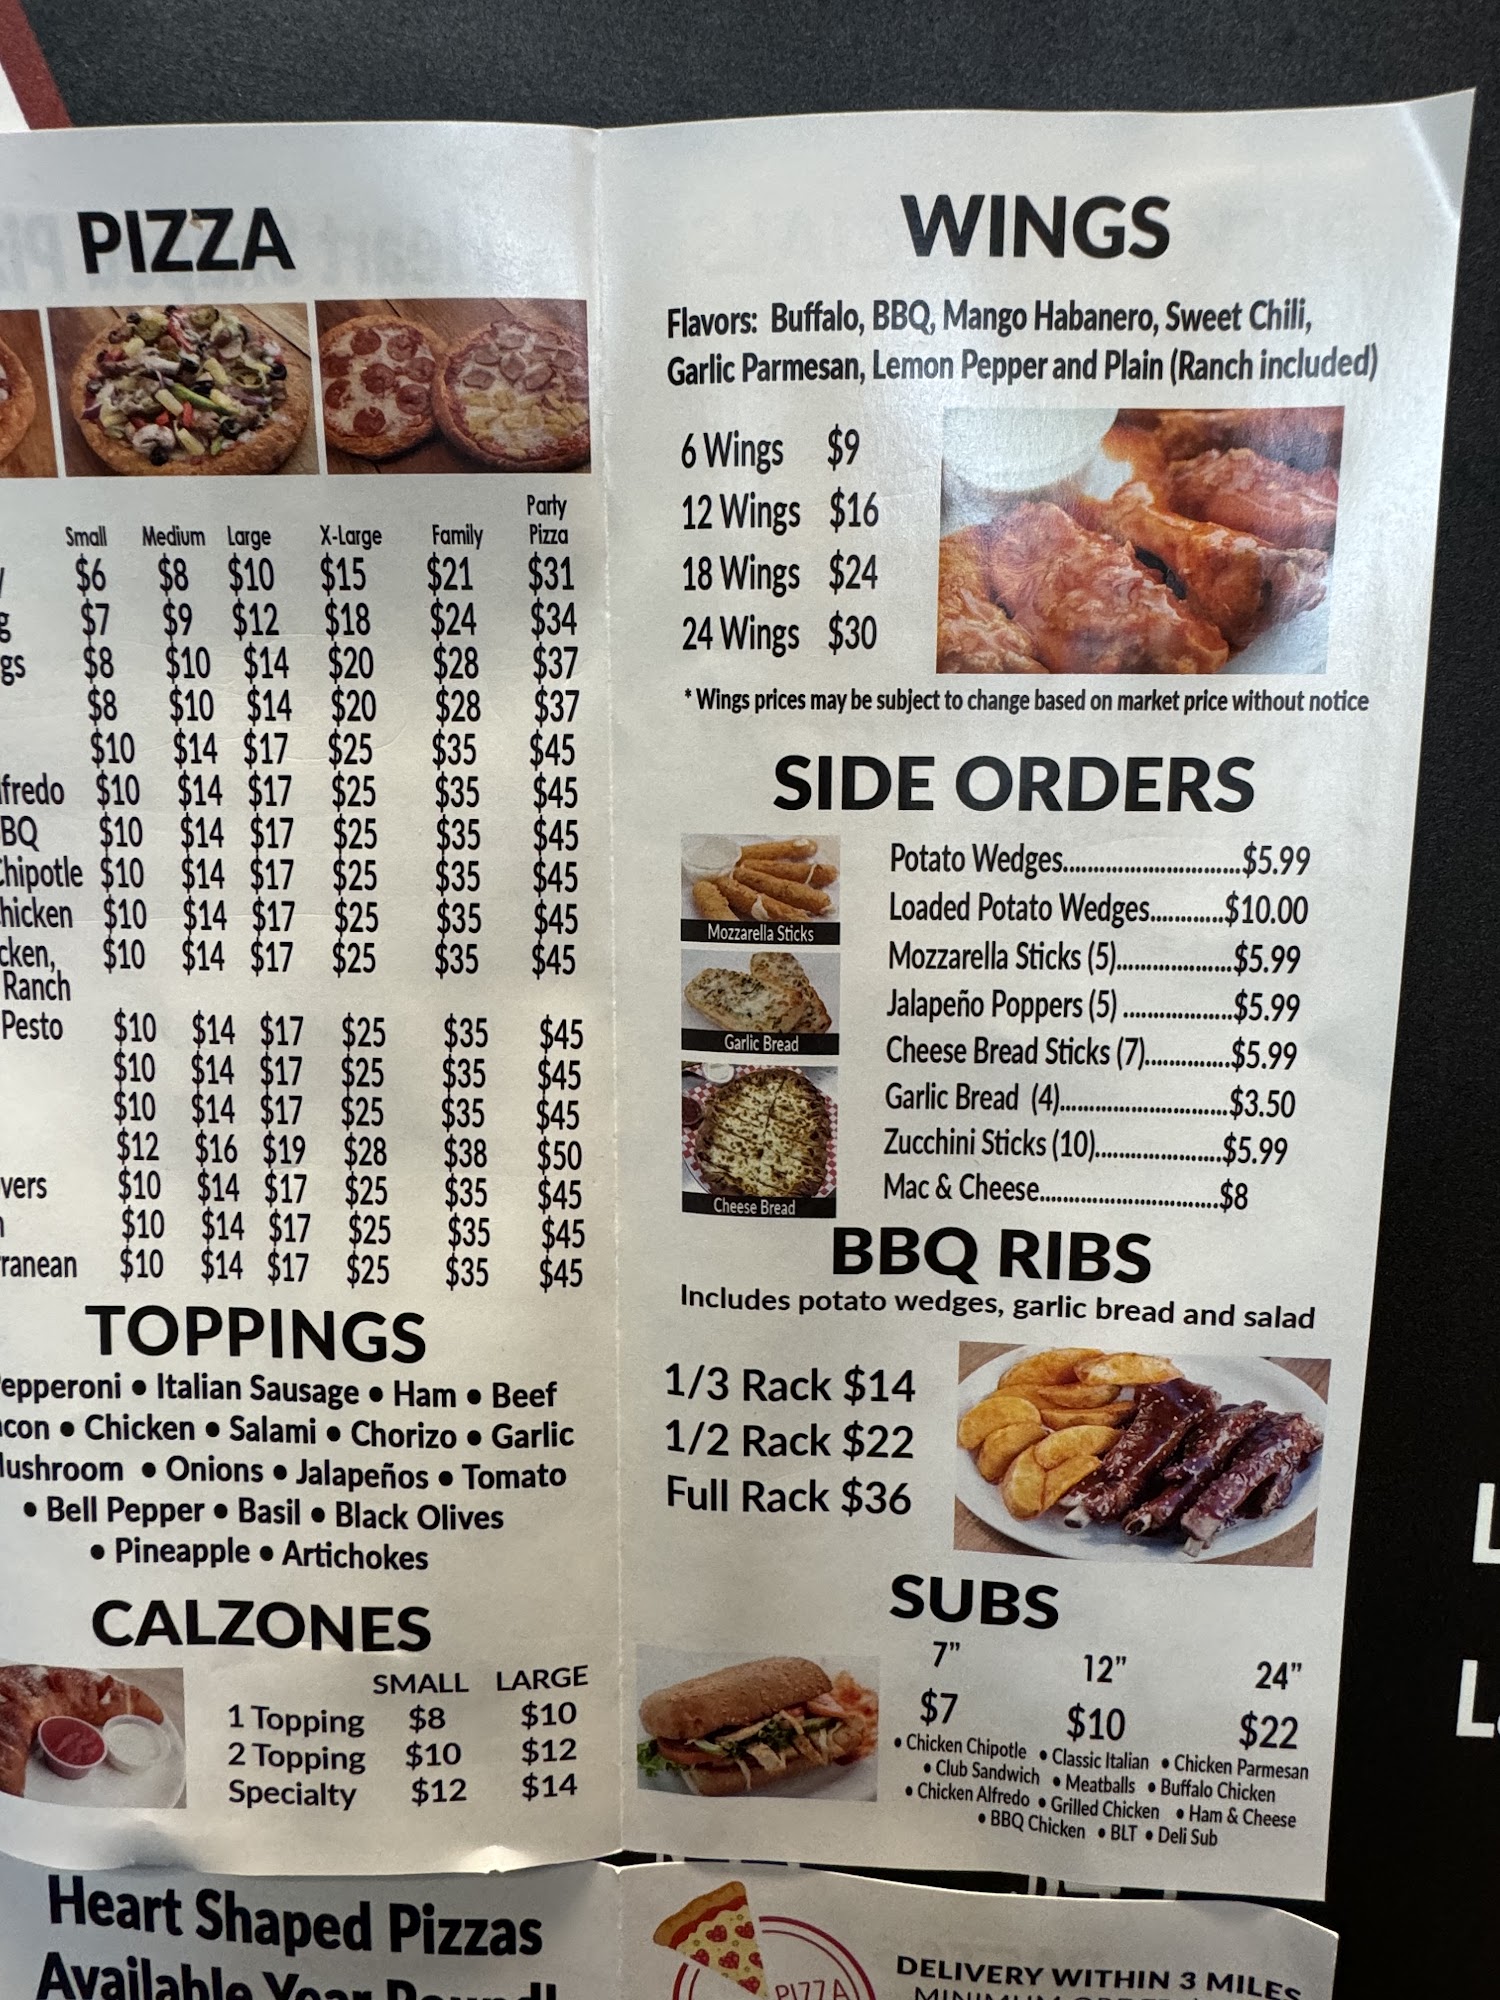 PIZZA
Small Medium Large X-Large Family Party Pizza
$6 $8 $10 $15 $21 $31
$7 $9 $12 $18 $24 $34
$8 $10 $14 $20 $28 $37
$8 $10 $14 $20 $28 $37
$10 $14 $17 $25 $35 $45
$10 $14 $17 $25 $35 $45
BQ $10 $14 $17 $25 $35 $45
Chipotle $10 $14 $17 $25 $35 $45
hicken $10 $14 $17 $25 $35 $45
cken, $10 $14 $17 $25 $35 $45
Ranch
Pesto $10 $14 $17 $25 $35 $45
$10 $14 $17 $25 $35 $45
$10 $14 $17 $25 $35 $45
$12 $16 $19 $28 $38 $50
vers $10 $14 $17 $25 $35 $45
$10 $14 $17 $25 $35 $45
ranean $10 $14 $17 $25 $35 $45
TOPPINGS
epperoni • Italian Sausage • Ham • Beef
acon • Chicken • Salami • Chorizo • Garlic
Mushroom • Onions • Jalapeños • Tomato
• Bell Pepper • Basil • Black Olives
• Pineapple • Artichokes
CALZONES
SMALL LARGE
1 Topping $8 $10
2 Topping $10 $12
Specialty $12 $14
Heart Shaped Pizzas
Available Year Round!
WINGS
Flavors: Buffalo, BBQ, Mango Habanero, Sweet Chili,
Garlic Parmesan, Lemon Pepper and Plain (Ranch included)
6 Wings $9
12 Wings $16
18 Wings $24
24 Wings $30
* Wings prices may be subject to change based on market price without notice
SIDE ORDERS
Mozzarella Sticks
Garlic Bread
Cheese Bread
Potato Wedges..............................$5.99
Loaded Potato Wedges............$10.00
Mozzarella Sticks (5)...................$5.99
Jalapeño Poppers (5) ..................$5.99
Cheese Bread Sticks (7)..............$5.99
Garlic Bread (4)............................$3.50
Zucchini Sticks (10).....................$5.99
Mac & Cheese.............................$8
BBQ RIBS
Includes potato wedges, garlic bread and salad
1/3 Rack $14
1/2 Rack $22
Full Rack $36
SUBS
7" 12" 24"
$7 $10 $22
• Chicken Chipotle • Classic Italian • Chicken Parmesan
• Club Sandwich • Meatballs • Buffalo Chicken
• Chicken Alfredo • Grilled Chicken • Ham & Cheese
• BBQ Chicken • BLT • Deli Sub
PIZZA
DELIVERY WITHIN 3 MILES